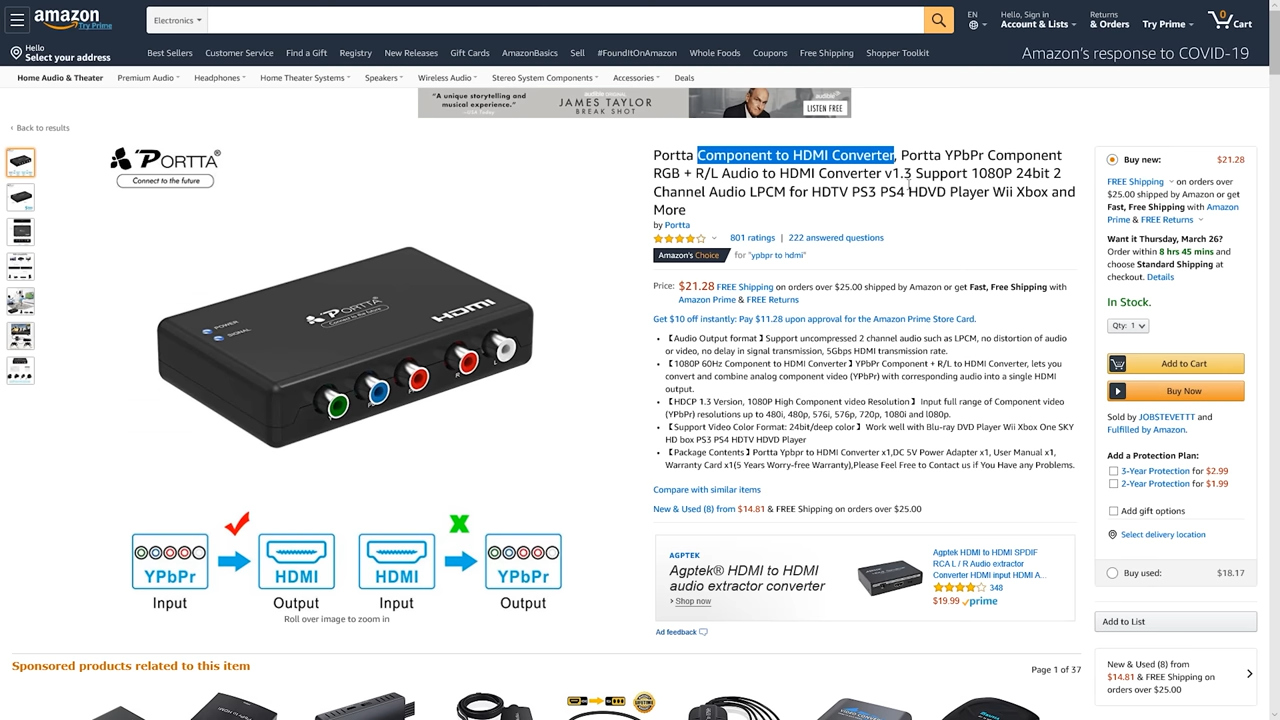 amazon
Try Prime
Electronics
EN
Hello, Sign in
Account & Lists
Returns
& Orders
Try Prime
0
Cart
Hello
Select your address
Best Sellers
Customer Service
Find a Gift
Registry
New Releases
Gift Cards
AmazonBasics
Sell
#FoundItOnAmazon
Whole Foods
Coupons
Free Shipping
Shopper Toolkit
Amazon's response to COVID-19
Home Audio & Theater
Premium Audio
Headphones
Home Theater Systems
Speakers
Wireless Audio
Stereo System Components
Accessories
Deals
“A unique storytelling and
musical experience.”
audible ORIGINAL
JAMES TAYLOR
BREAK SHOT
audible
LISTEN FREE
‹ Back to results
PORTTA
Connect to the future
POWER
SIGNAL
PORTTA
Connect to the future
HDMI
R
L
YPbPr
HDMI
HDMI
YPbPr
Input
Output
Input
Output
Roll over image to zoom in
Portta Component to HDMI Converter, Portta YPbPr Component
RGB + R/L Audio to HDMI Converter v1.3 Support 1080P 24bit 2
Channel Audio LPCM for HDTV PS3 PS4 HDVD Player Wii Xbox and
More
by Portta
801 ratings | 222 answered questions
Amazon's Choice for "ypbpr to hdmi"
Price: $21.28 FREE Shipping on orders over $25.00 shipped by Amazon or get Fast, Free Shipping with
Amazon Prime & FREE Returns
Get $10 off instantly: Pay $11.28 upon approval for the Amazon Prime Store Card.
• 【Audio Output format】Support uncompressed 2 channel audio such as LPCM, no distortion of audio
or video, no delay in signal transmission, 5Gbps HDMI transmission rate.
• 【1080P 60Hz Component to HDMI Converter】YPbPr Component + R/L to HDMI Converter, lets you
convert and combine analog component video (YPbPr) with corresponding audio into a single HDMI
output.
• 【HDCP 1.3 Version, 1080P High Component video Resolution】 Input full range of Component video
(YPbPr) resolutions up to 480i, 480p, 576i, 576p, 720p, 1080i and l080p.
• 【Support Video Color Format: 24bit/deep color】 Work well with Blu-ray DVD Player Wii Xbox One SKY
HD box PS3 PS4 HDTV HDVD Player
• 【Package Contents】Portta Ypbpr to HDMI Converter x1,DC 5V Power Adapter x1, User Manual x1,
Warranty Card x1(5 Years Worry-free Warranty),Please Feel Free to Contact us if You Have any Problems.
Compare with similar items
New & Used (8) from $14.81 & FREE Shipping on orders over $25.00
AGPTEK
Agptek® HDMI to HDMI
audio extractor converter
› Shop now
Agptek HDMI to HDMI SPDIF
RCA L / R Audio extractor
Converter HDMI input HDMI A...
348
$19.99 prime
Ad feedback
Buy new: $21.28
FREE Shipping on orders over
$25.00 shipped by Amazon or get
Fast, Free Shipping with Amazon
Prime & FREE Returns
Want it Thursday, March 26?
Order within 8 hrs 45 mins and
choose Standard Shipping at
checkout. Details
In Stock.
Qty: 1
Add to Cart
Buy Now
Sold by JOBSTEVETTT and
Fulfilled by Amazon.
Add a Protection Plan:
3-Year Protection for $2.99
2-Year Protection for $1.99
Add gift options
Select delivery location
Buy used: $18.17
Add to List
New & Used (8) from
$14.81 & FREE Shipping on
orders over $25.00
Sponsored products related to this item
Page 1 of 37